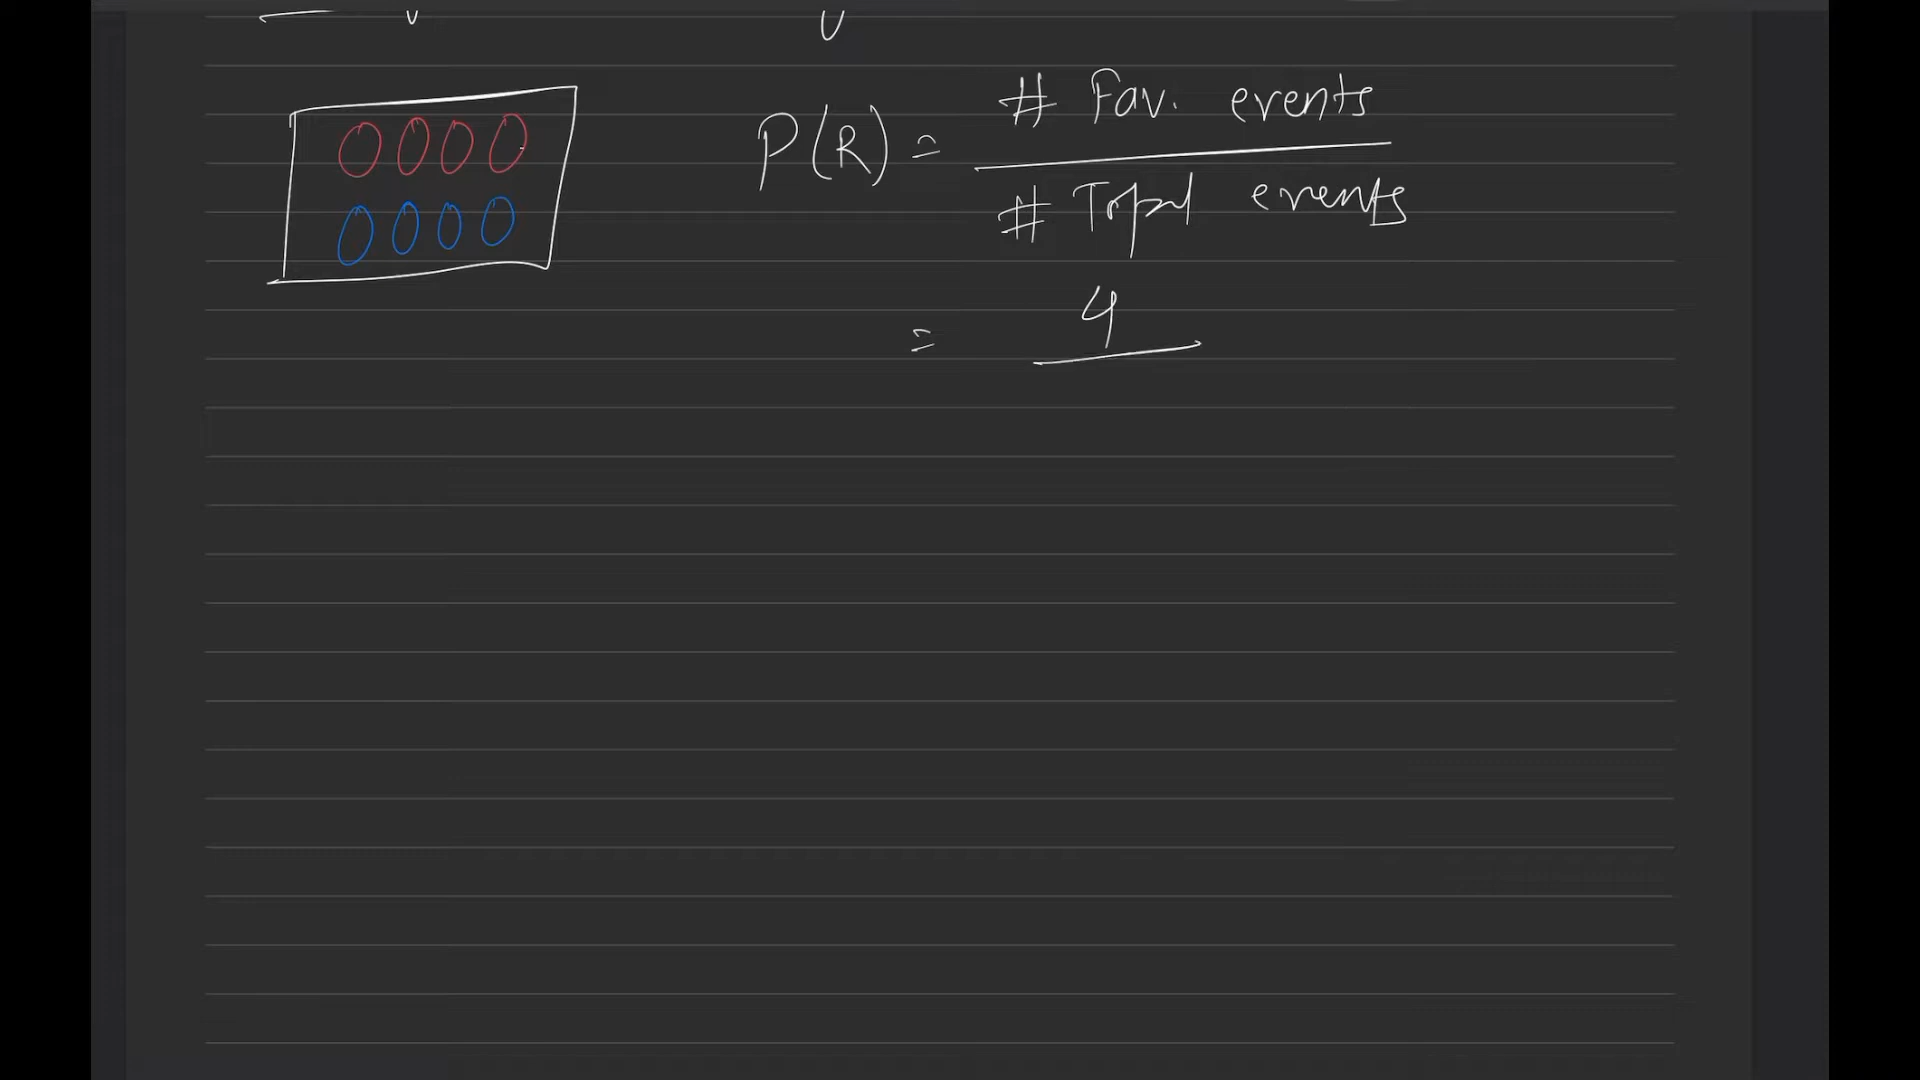 P(R) = # Fav. events
# Total events
= 4